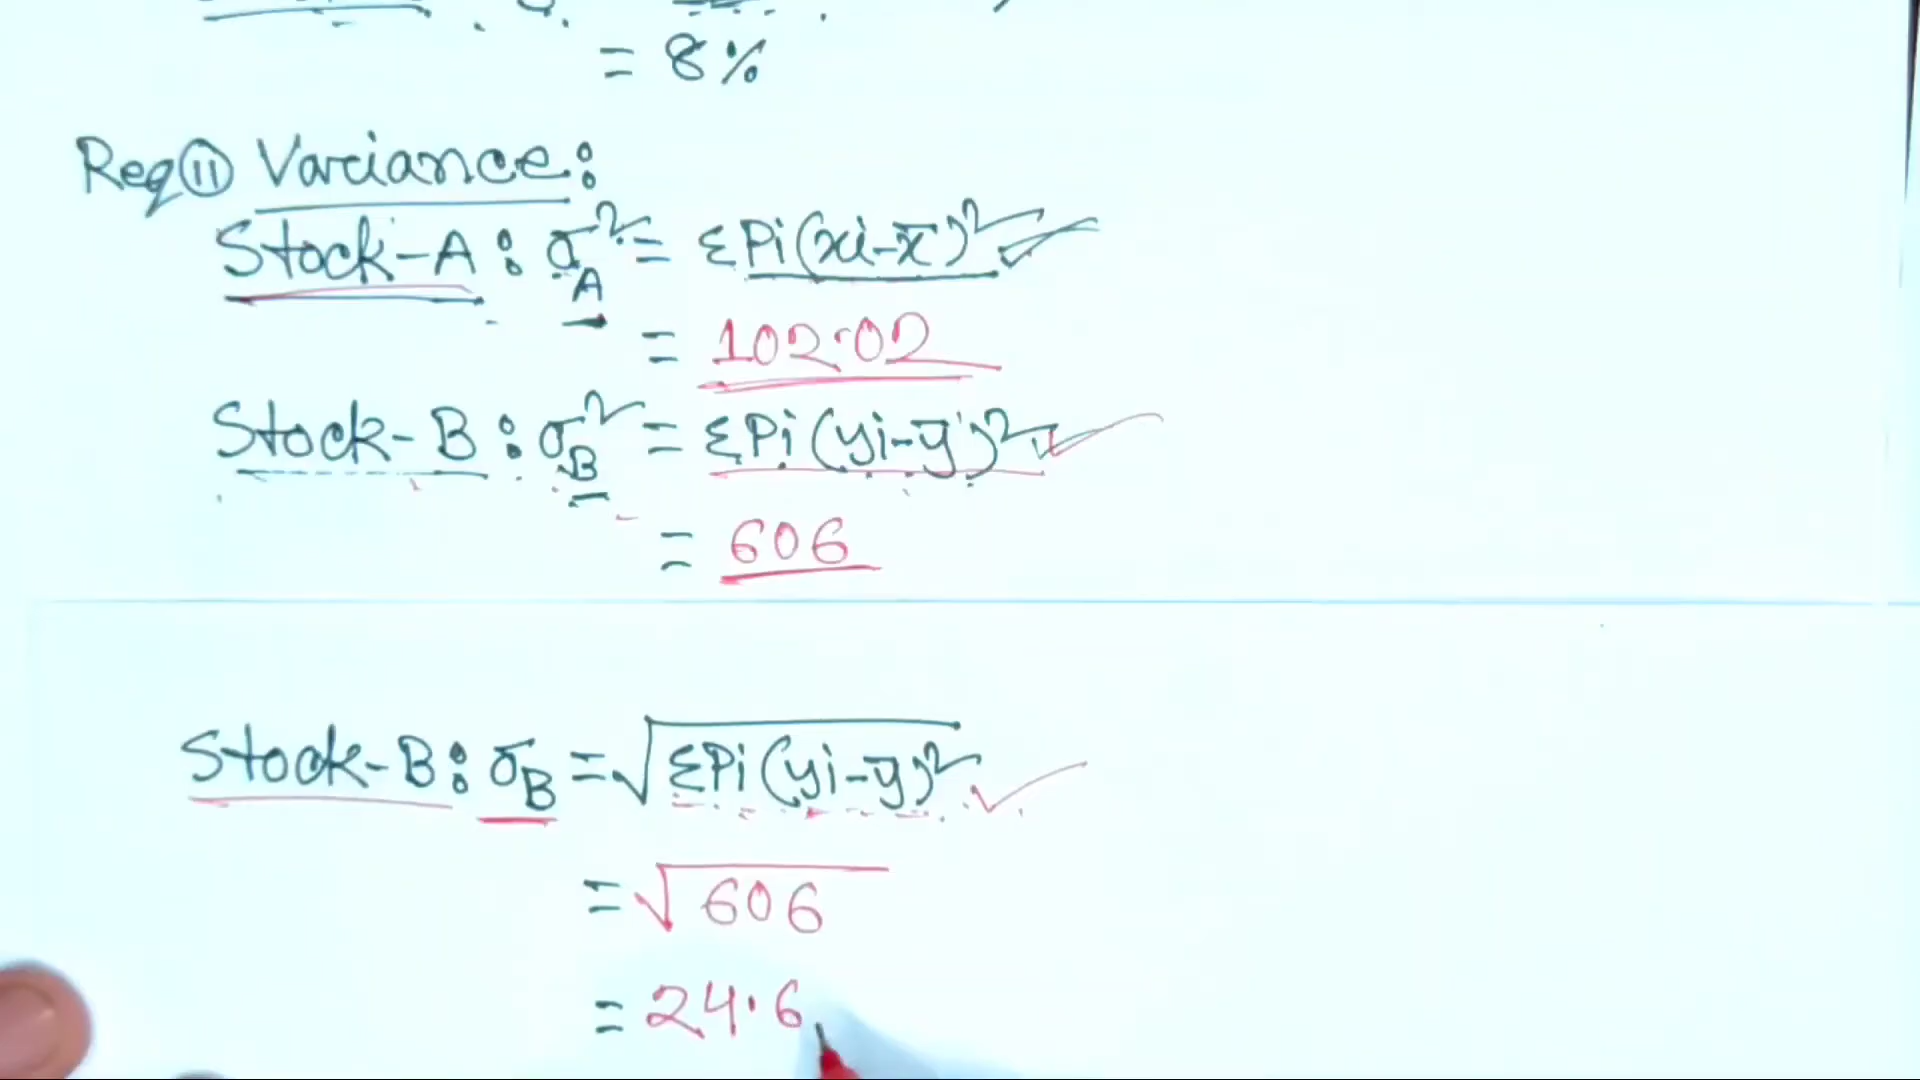 = 8%
Req(11) Variance:
Stock-A: σ²A = ΣPi(xi-x̄)²
= 102.02
Stock-B: σ²B = ΣPi(yi-ȳ)²
= 606
Stock-B: σB = √ΣPi(yi-ȳ)²
= √606
= 24.6